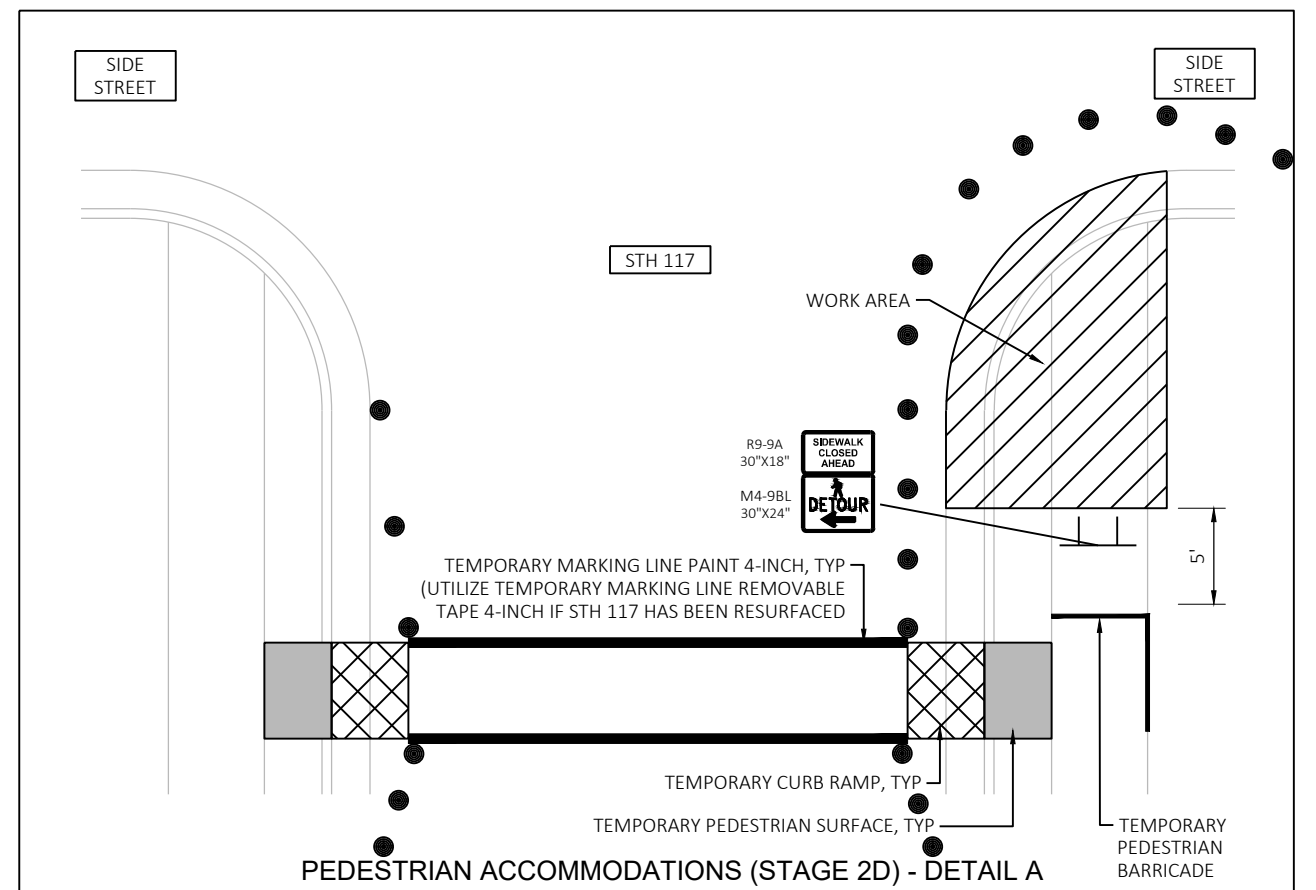 SIDE
STREET
SIDE
STREET
STH 117
WORK AREA
R9-9A
30"X18"
SIDEWALK
CLOSED
AHEAD
M4-9BL
30"X24"
DETOUR
5'
TEMPORARY MARKING LINE PAINT 4-INCH, TYP
(UTILIZE TEMPORARY MARKING LINE REMOVABLE
TAPE 4-INCH IF STH 117 HAS BEEN RESURFACED
TEMPORARY CURB RAMP, TYP
TEMPORARY PEDESTRIAN SURFACE, TYP
TEMPORARY
PEDESTRIAN
BARRICADE
PEDESTRIAN ACCOMMODATIONS (STAGE 2D) - DETAIL A